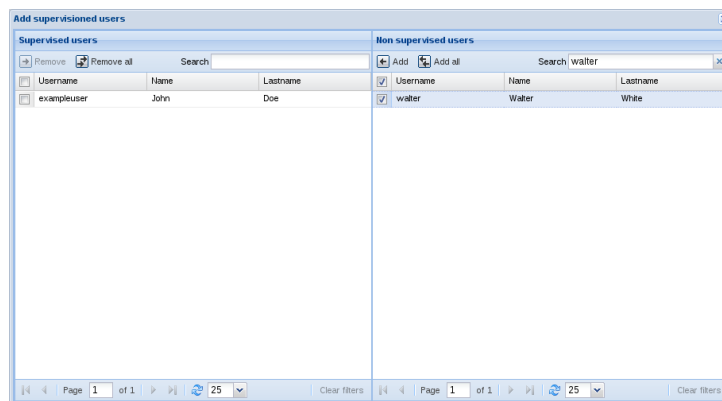 Add supervisioned users
Supervised users
Remove Remove all Search
Username Name Lastname
exampleuser John Doe
Page 1 of 1 25 Clear filters
Non supervised users
Add Add all Search walter
Username Name Lastname
walter Walter White
Page 1 of 1 25 Clear filters